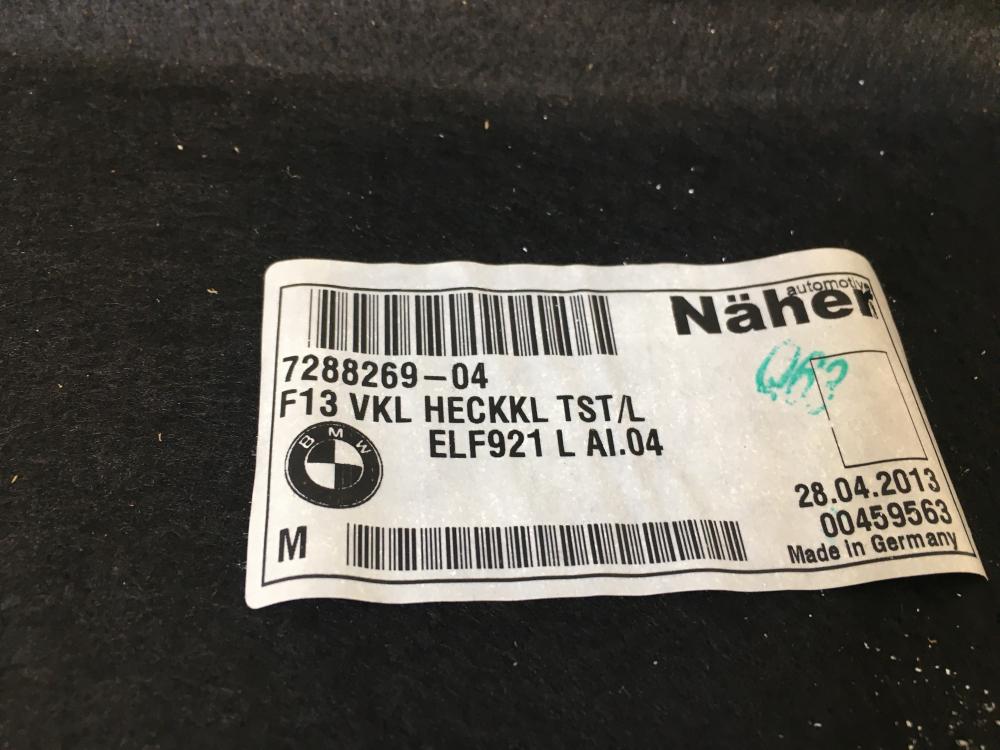 automotive
Näher
7288269-04
F13 VKL HECKKL TST/L
ELF921 L AI.04
BMW
28.04.2013
00459563
M
Made in Germany